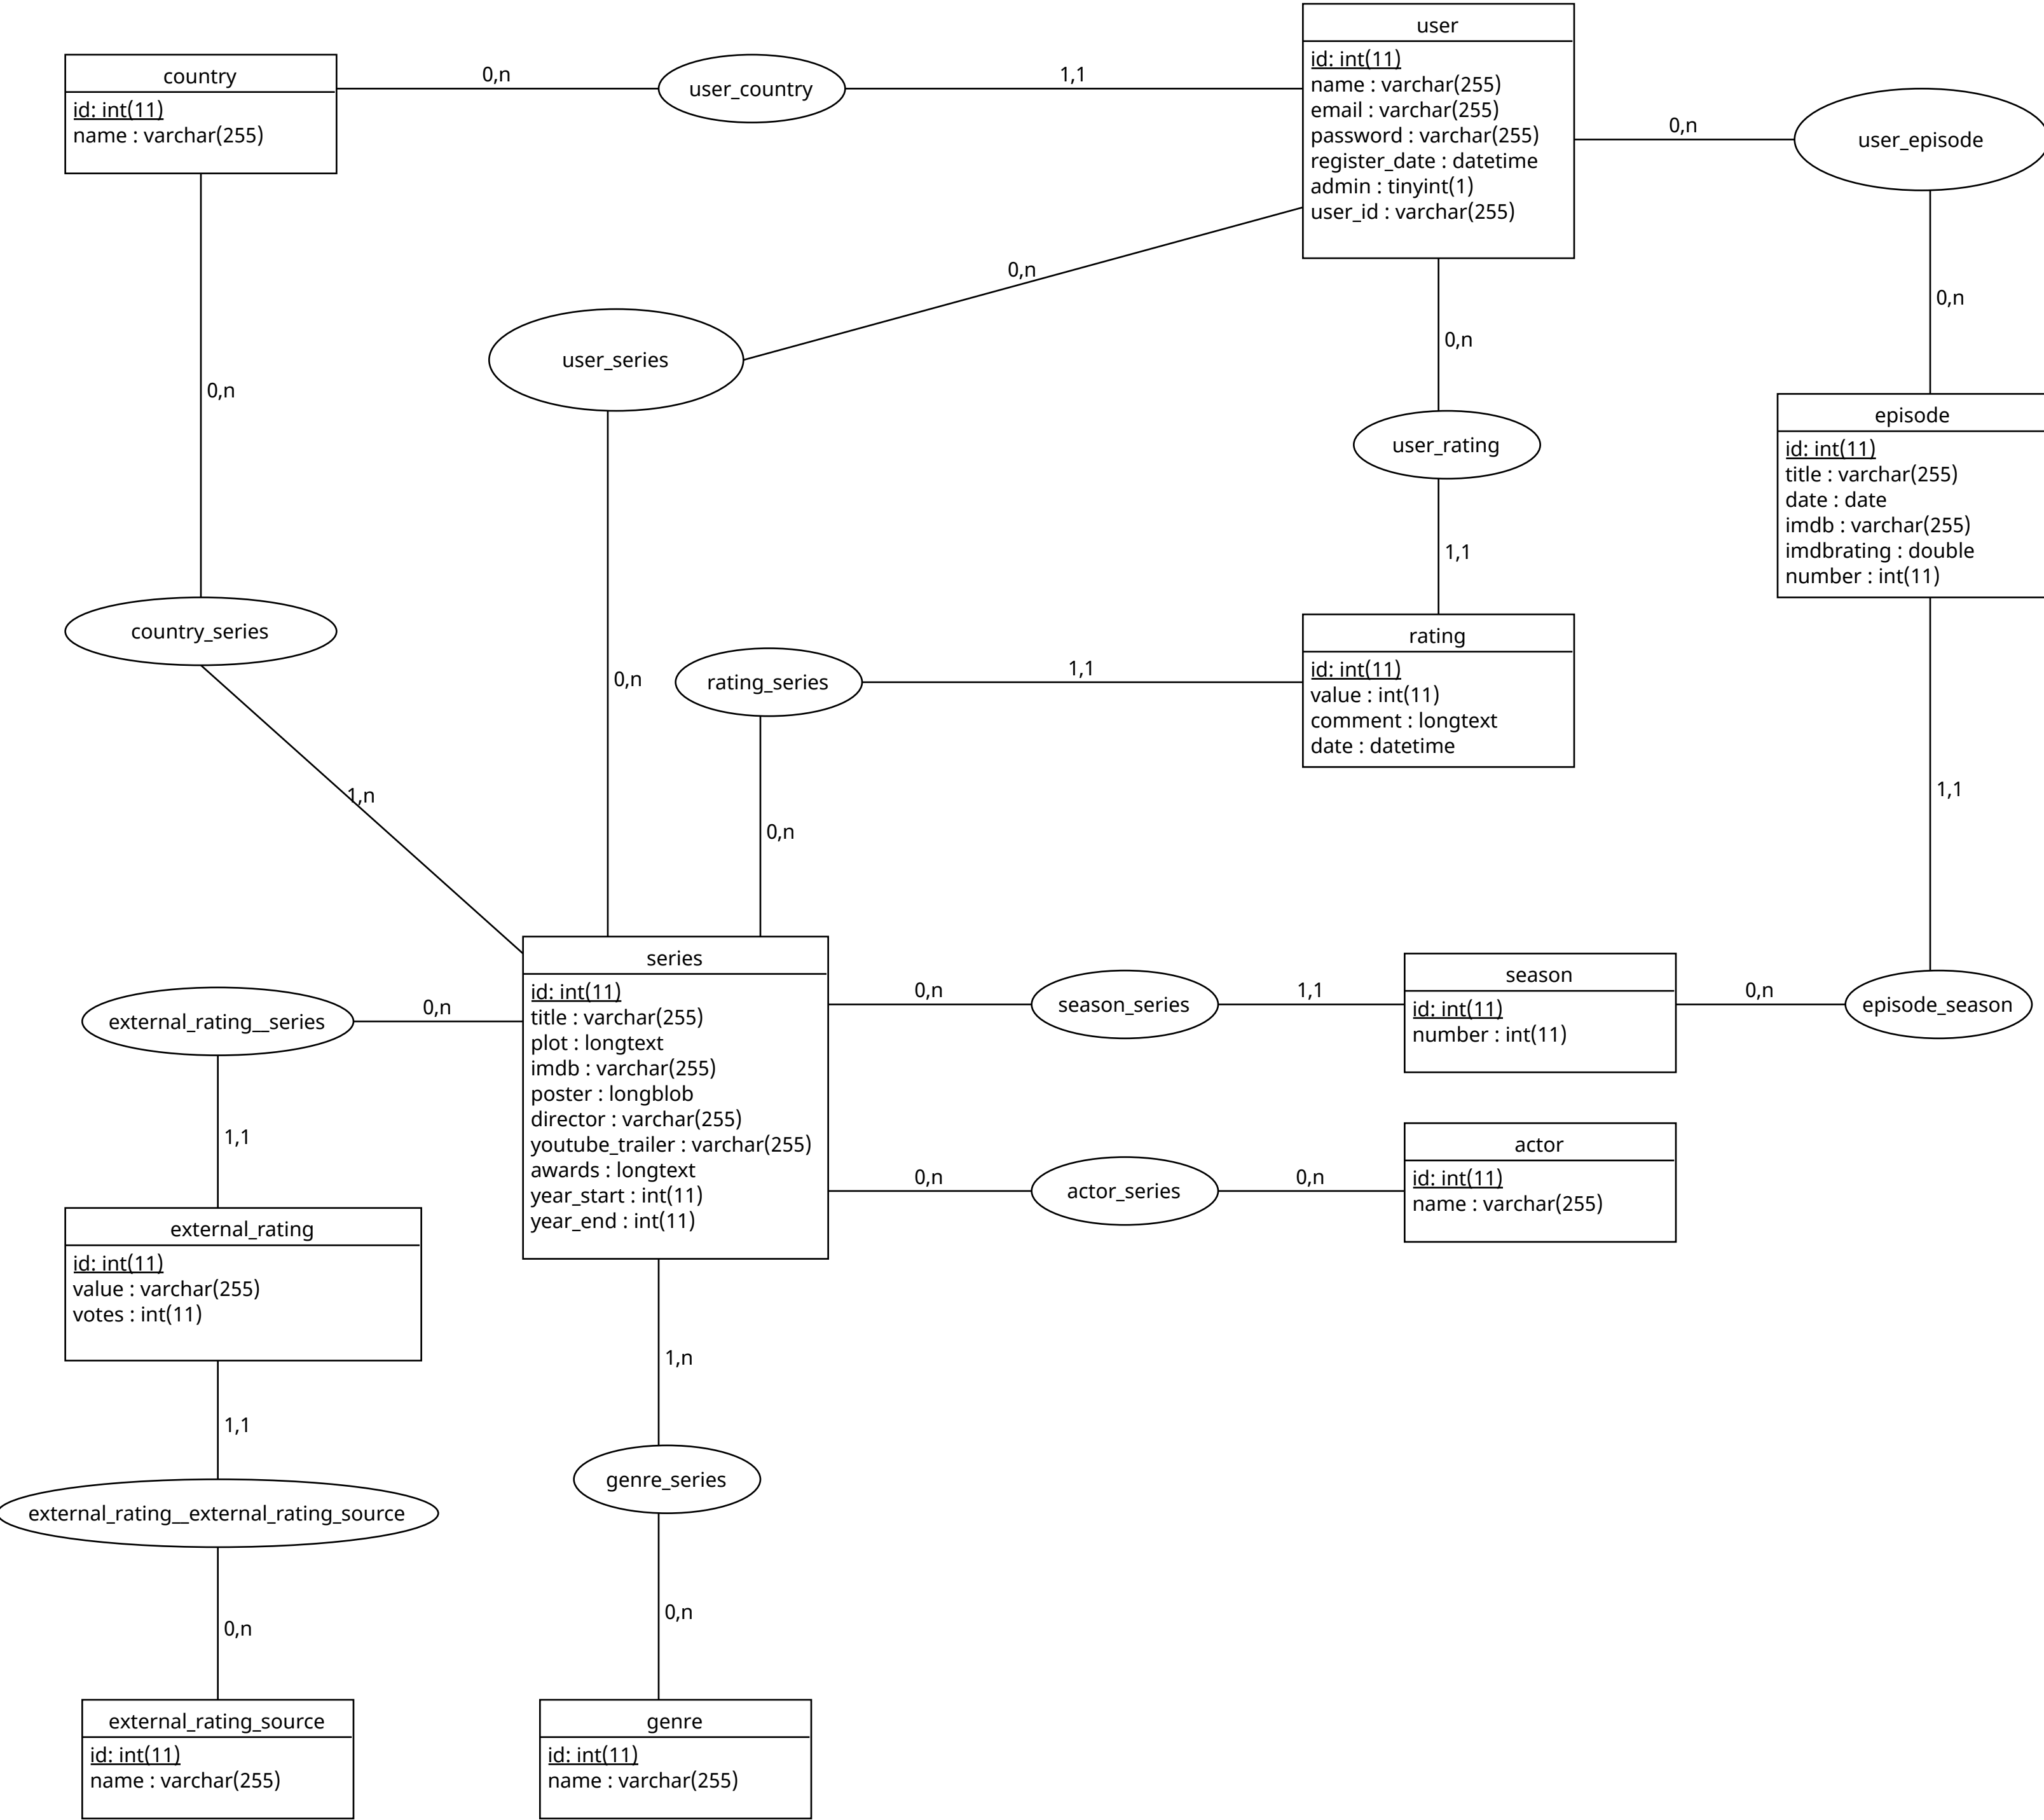 user
id: int(11)
name : varchar(255)
email : varchar(255)
password : varchar(255)
register_date : datetime
admin : tinyint(1)
user_id : varchar(255)
country
id: int(11)
name : varchar(255)
0,n
user_country
1,1
0,n
user_episode
0,n
0,n
user_series
0,n
user_rating
0,n
episode
id: int(11)
title : varchar(255)
date : date
imdb : varchar(255)
imdbrating : double
number : int(11)
0,n
country_series
1,1
rating
id: int(11)
value : int(11)
comment : longtext
date : datetime
0,n
rating_series
1,1
1,n
0,n
1,1
series
id: int(11)
title : varchar(255)
plot : longtext
imdb : varchar(255)
poster : longblob
director : varchar(255)
youtube_trailer : varchar(255)
awards : longtext
year_start : int(11)
year_end : int(11)
0,n
season_series
1,1
season
id: int(11)
number : int(11)
0,n
episode_season
external_rating__series
0,n
1,1
0,n
actor_series
0,n
actor
id: int(11)
name : varchar(255)
external_rating
id: int(11)
value : varchar(255)
votes : int(11)
1,n
1,1
genre_series
external_rating__external_rating_source
0,n
0,n
external_rating_source
id: int(11)
name : varchar(255)
genre
id: int(11)
name : varchar(255)